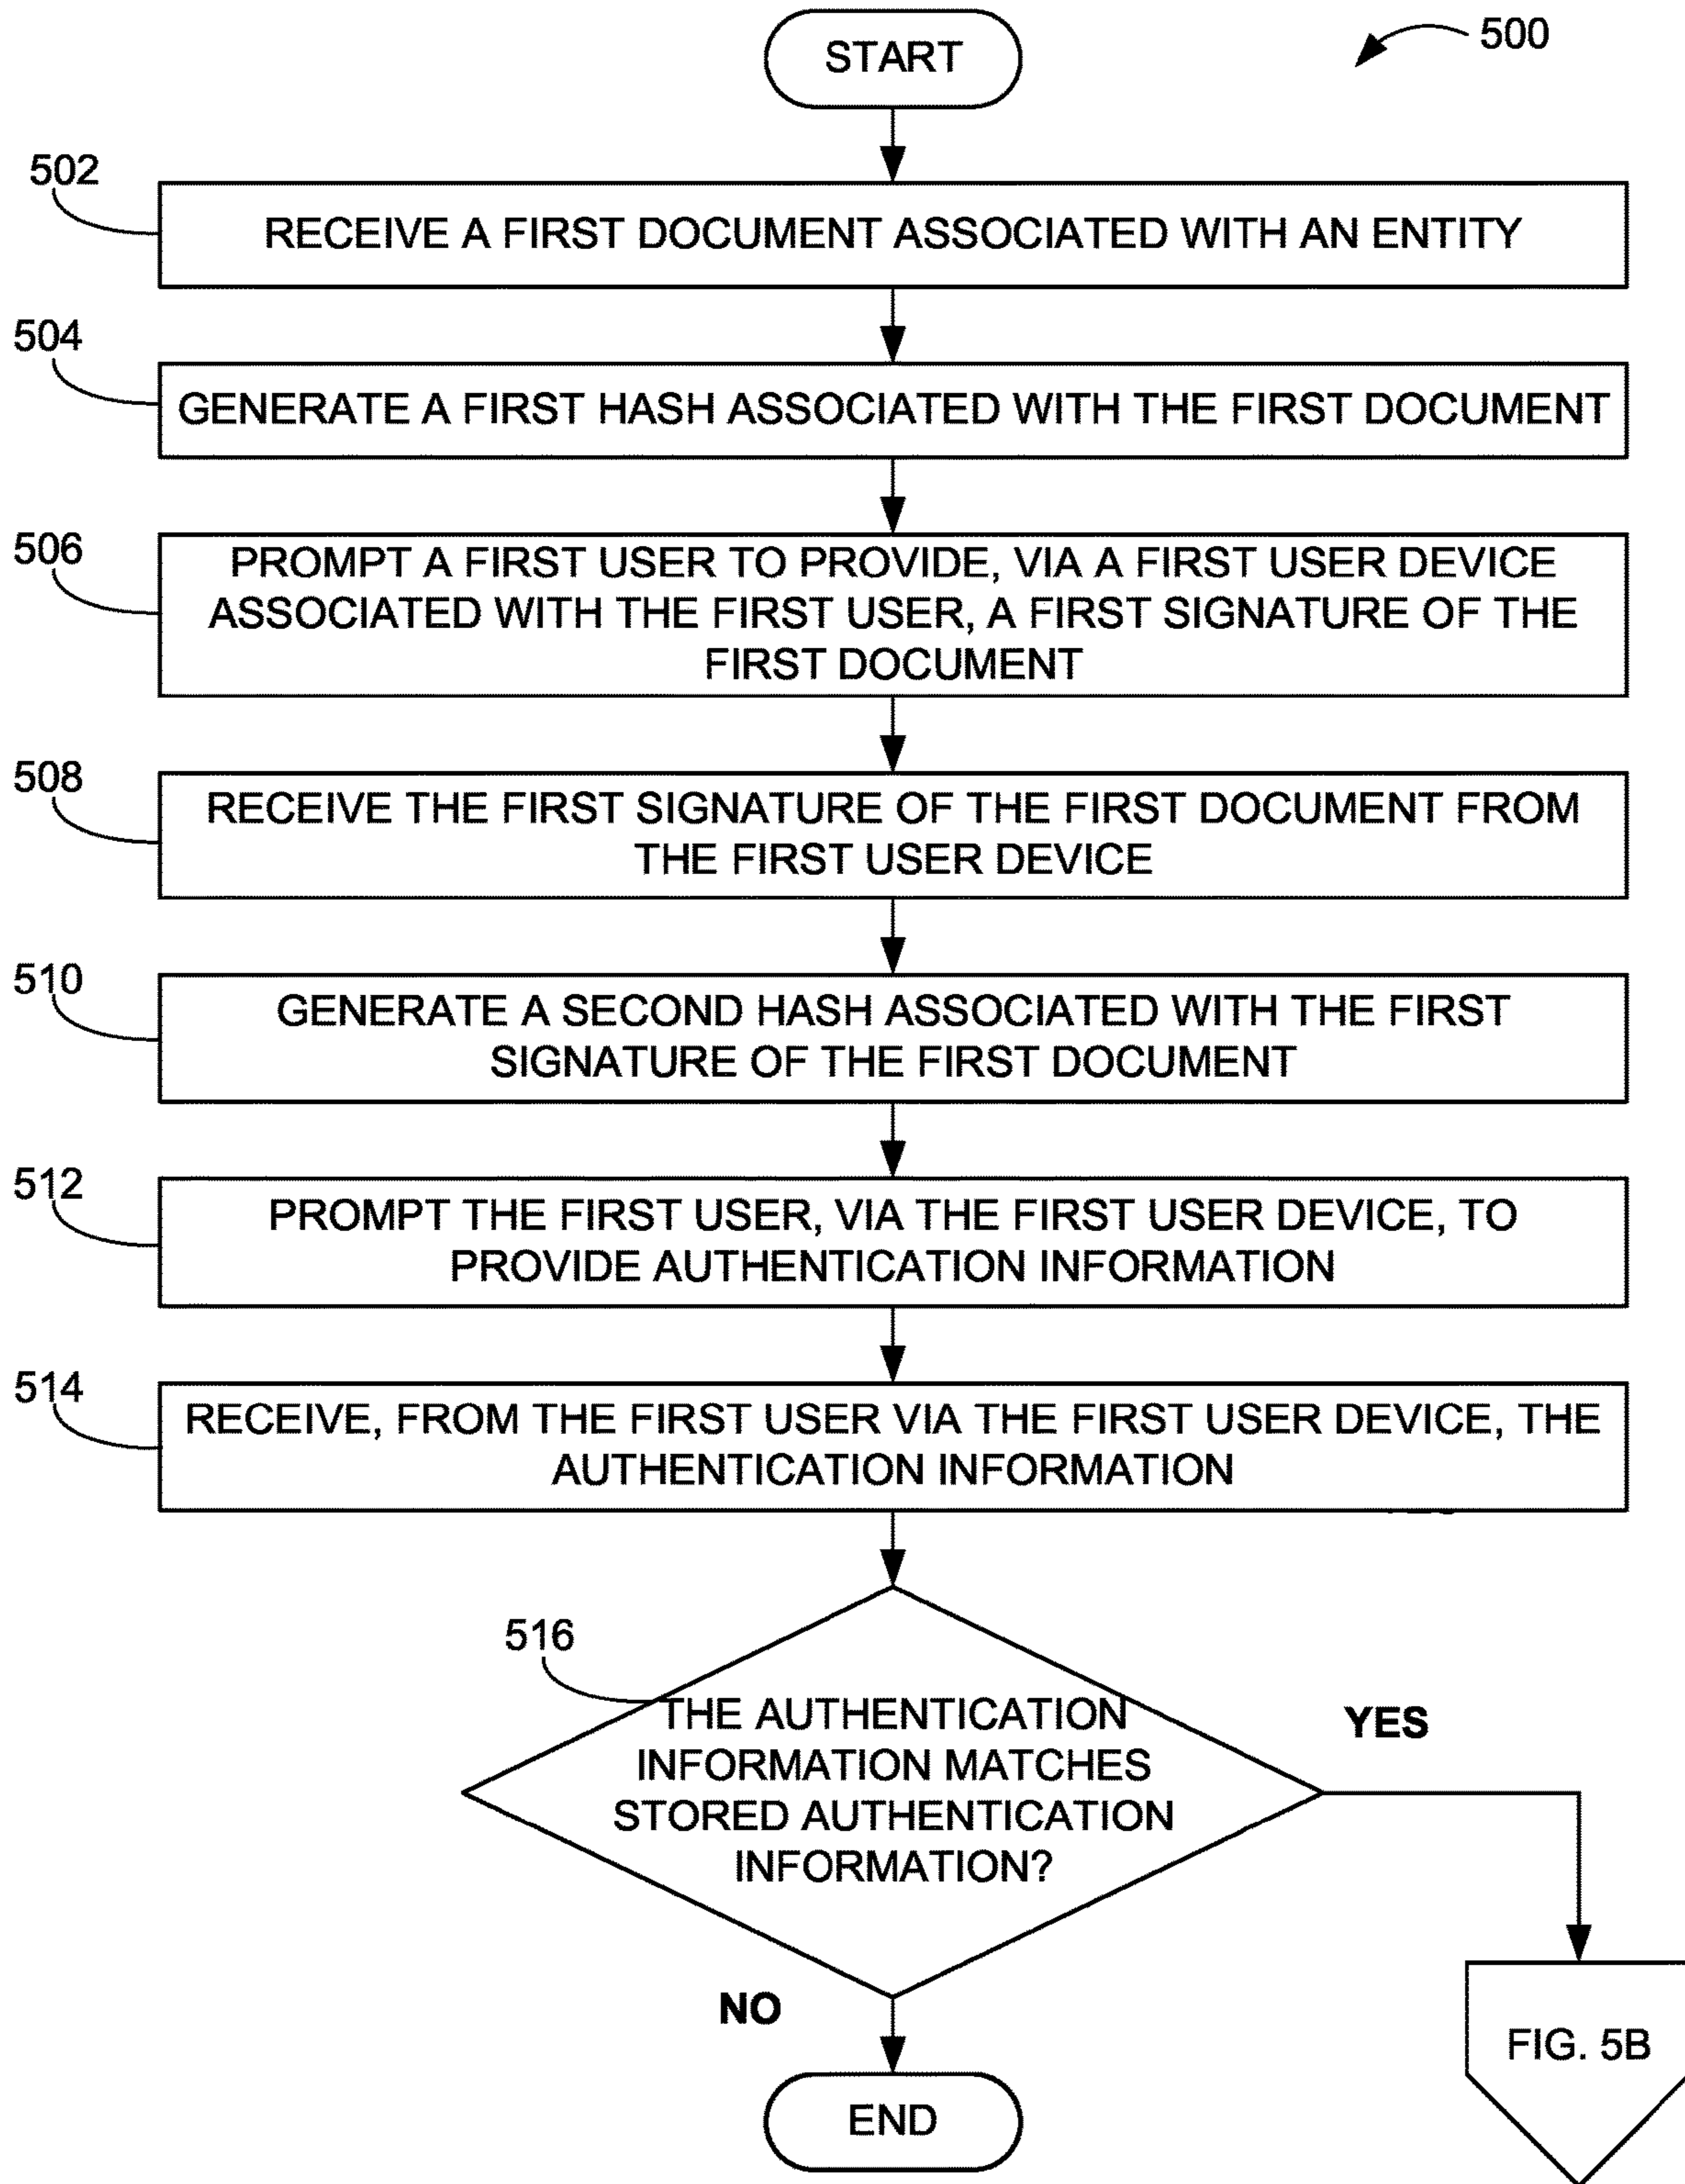 START
500
502
RECEIVE A FIRST DOCUMENT ASSOCIATED WITH AN ENTITY
504
GENERATE A FIRST HASH ASSOCIATED WITH THE FIRST DOCUMENT
506
PROMPT A FIRST USER TO PROVIDE, VIA A FIRST USER DEVICE
ASSOCIATED WITH THE FIRST USER, A FIRST SIGNATURE OF THE
FIRST DOCUMENT
508
RECEIVE THE FIRST SIGNATURE OF THE FIRST DOCUMENT FROM
THE FIRST USER DEVICE
510
GENERATE A SECOND HASH ASSOCIATED WITH THE FIRST
SIGNATURE OF THE FIRST DOCUMENT
512
PROMPT THE FIRST USER, VIA THE FIRST USER DEVICE, TO
PROVIDE AUTHENTICATION INFORMATION
514
RECEIVE, FROM THE FIRST USER VIA THE FIRST USER DEVICE, THE
AUTHENTICATION INFORMATION
516
THE AUTHENTICATION
INFORMATION MATCHES
STORED AUTHENTICATION
INFORMATION?
YES
NO
FIG. 5B
END